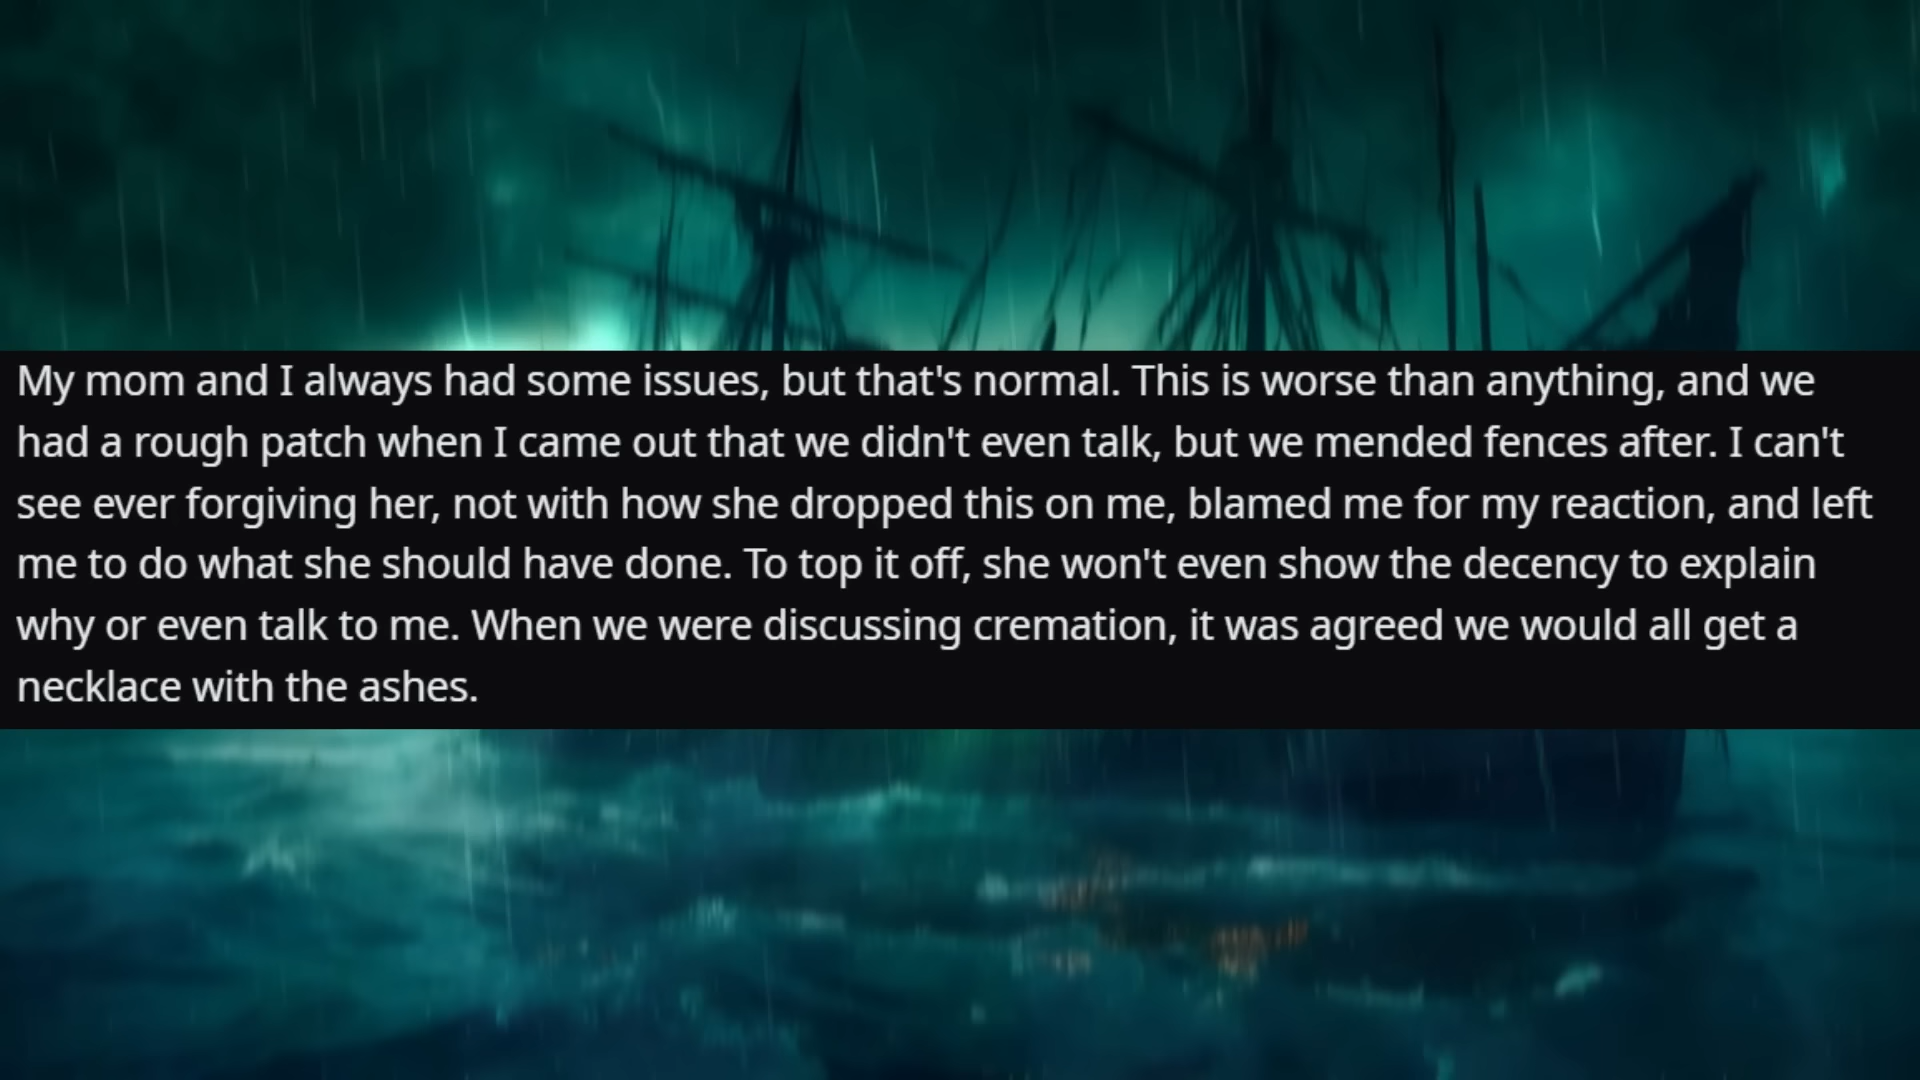 My mom and I always had some issues, but that's normal. This is worse than anything, and we
had a rough patch when I came out that we didn't even talk, but we mended fences after. I can't
see ever forgiving her, not with how she dropped this on me, blamed me for my reaction, and left
me to do what she should have done. To top it off, she won't even show the decency to explain
why or even talk to me. When we were discussing cremation, it was agreed we would all get a
necklace with the ashes.